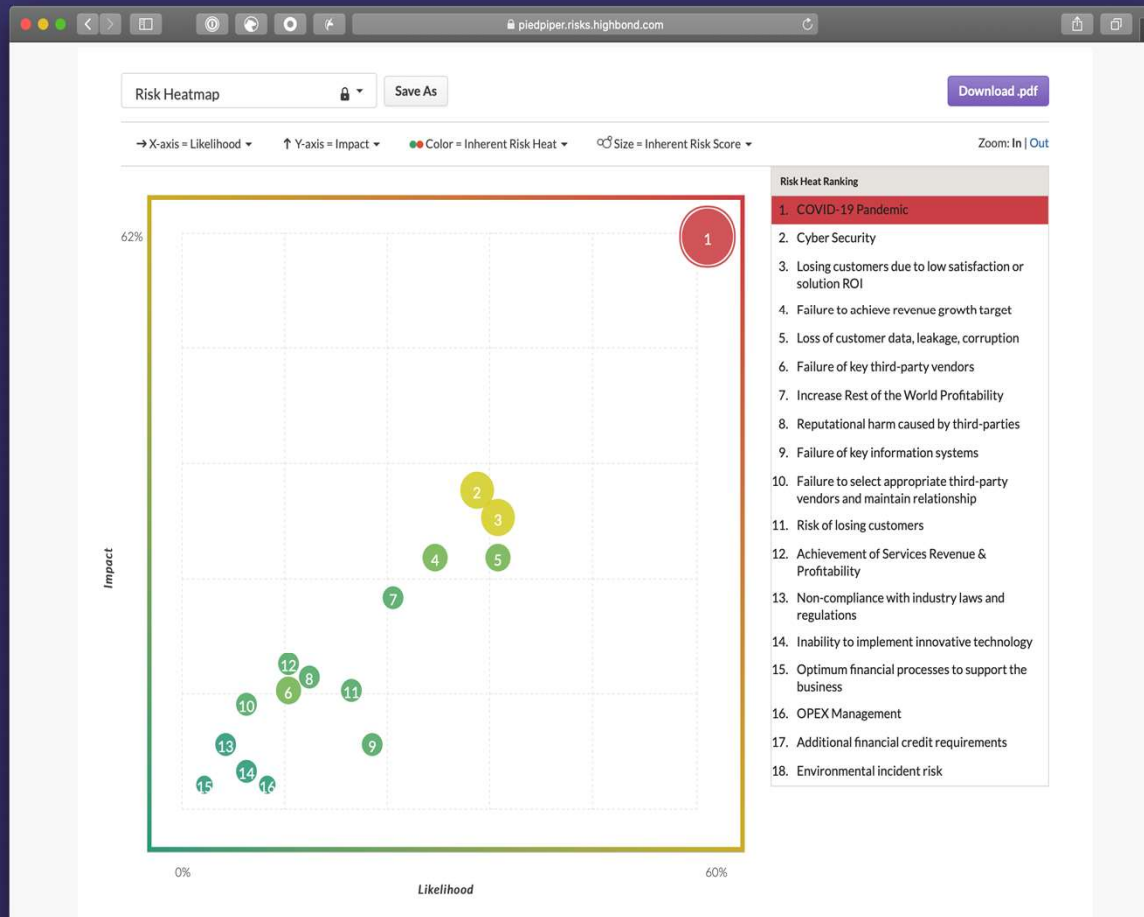 piedpiper.risks.highbond.com
Risk Heatmap
Save As
Download .pdf
X-axis = Likelihood
Y-axis = Impact
Color = Inherent Risk Heat
Size = Inherent Risk Score
Zoom: In | Out
Risk Heat Ranking
1. COVID-19 Pandemic
2. Cyber Security
3. Losing customers due to low satisfaction or
solution ROI
4. Failure to achieve revenue growth target
5. Loss of customer data, leakage, corruption
6. Failure of key third-party vendors
7. Increase Rest of the World Profitability
8. Reputational harm caused by third-parties
9. Failure of key information systems
10. Failure to select appropriate third-party
vendors and maintain relationship
11. Risk of losing customers
12. Achievement of Services Revenue &
Profitability
13. Non-compliance with industry laws and
regulations
14. Inability to implement innovative technology
15. Optimum financial processes to support the
business
16. OPEX Management
17. Additional financial credit requirements
18. Environmental incident risk
62%
1
2
3
4
5
7
12
8
6
11
10
13
9
14
15
16
Impact
0%
60%
Likelihood